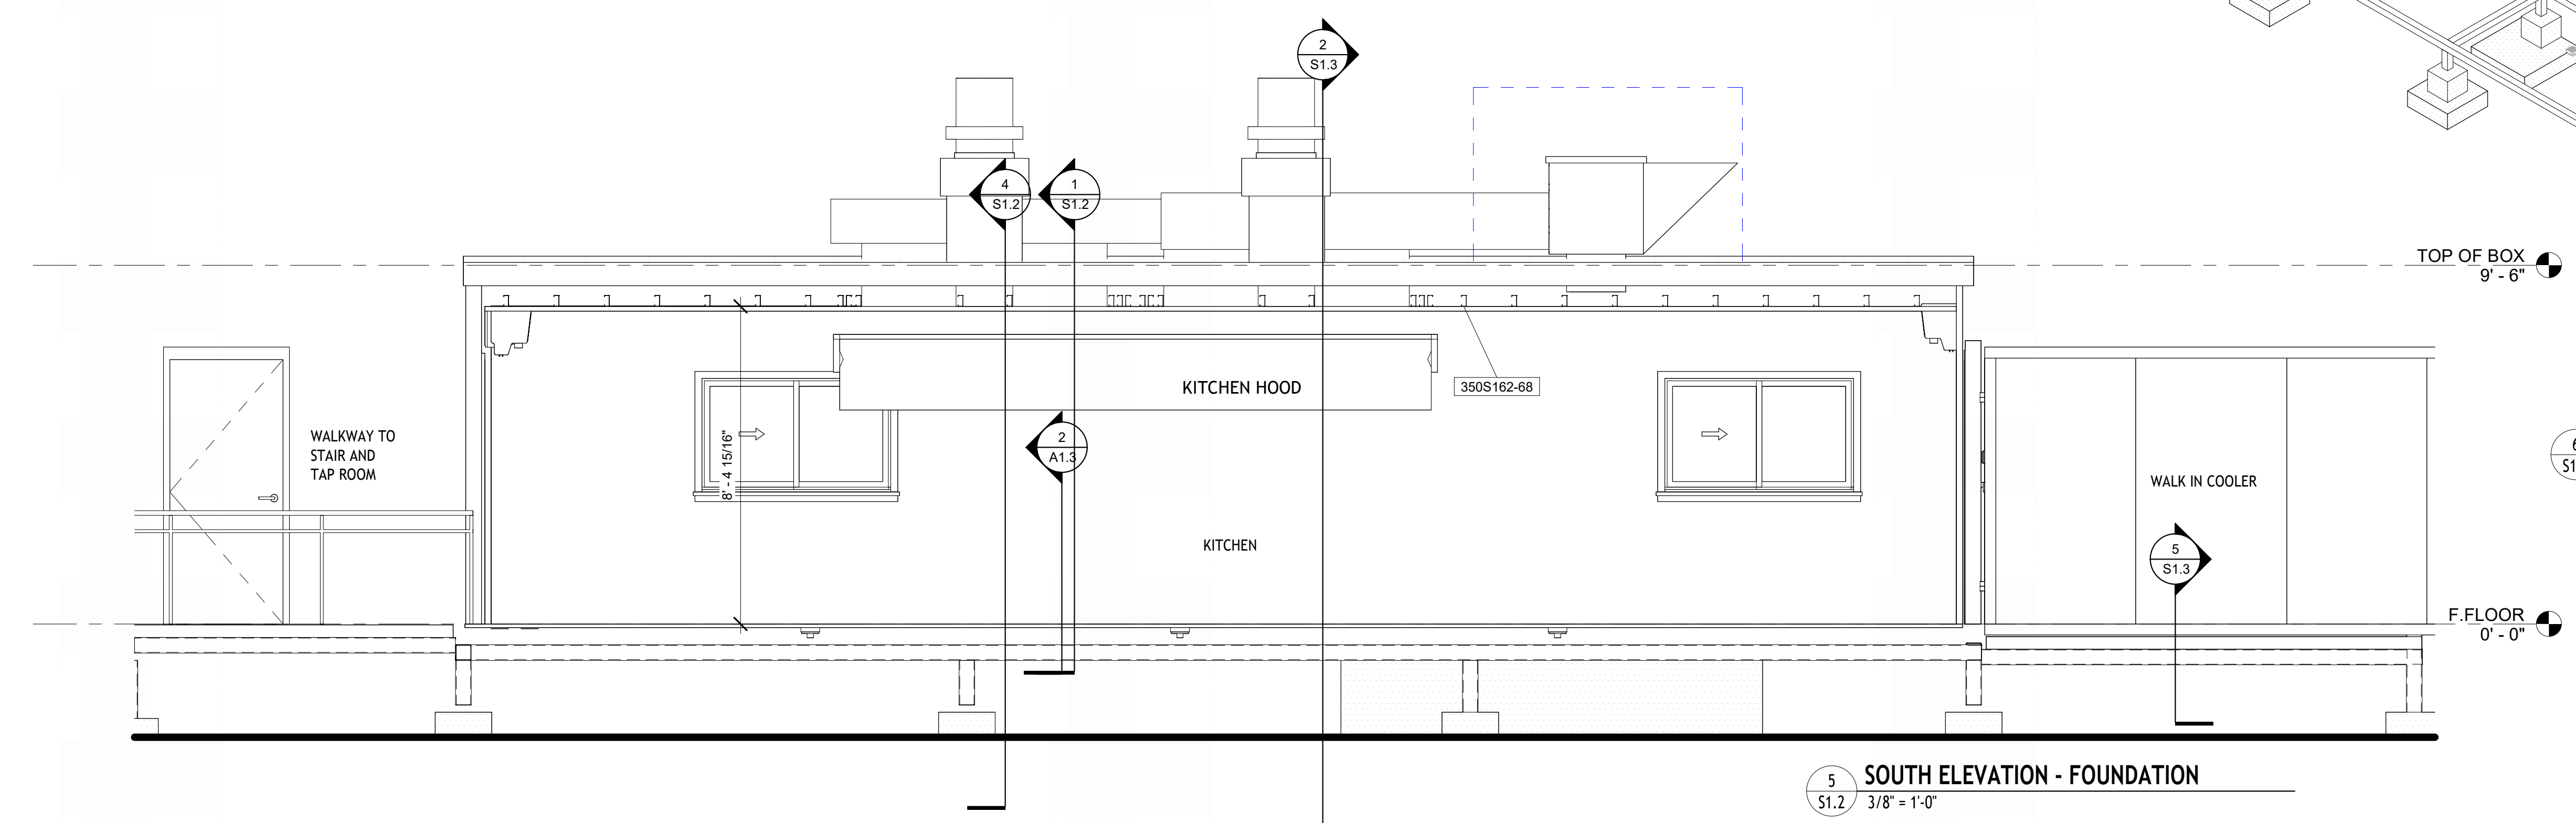 2
S1.3
4
S1.2
1
S1.2
TOP OF BOX
9' - 6"
KITCHEN HOOD
350S162-68
WALKWAY TO
STAIR AND
TAP ROOM
8' - 4 15/16"
2
A1.3
WALK IN COOLER
KITCHEN
5
S1.3
F.FLOOR
0' - 0"
5
S1.2
SOUTH ELEVATION - FOUNDATION
3/8" = 1'-0"